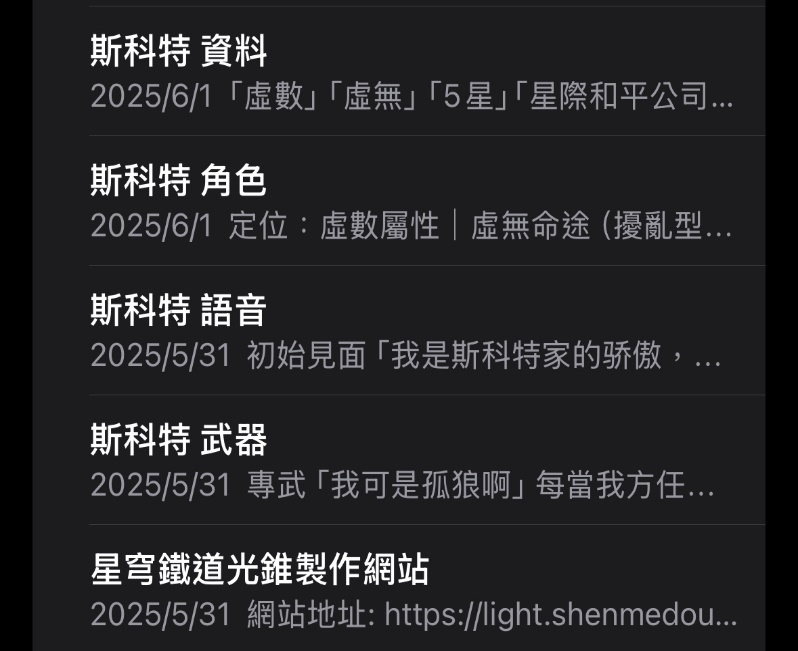 斯科特 資料
2025/6/1「虛數」「虛無」「5星」「星際和平公司...
斯科特 角色
2025/6/1 定位：虛數屬性｜虛無命途 (擾亂型...
斯科特 語音
2025/5/31 初始見面「我是斯科特家的骄傲，...
斯科特 武器
2025/5/31 專武「我可是孤狼啊」每當我方任...
星穹鐵道光錐製作網站
2025/5/31 網站地址: https://light.shenmedou...